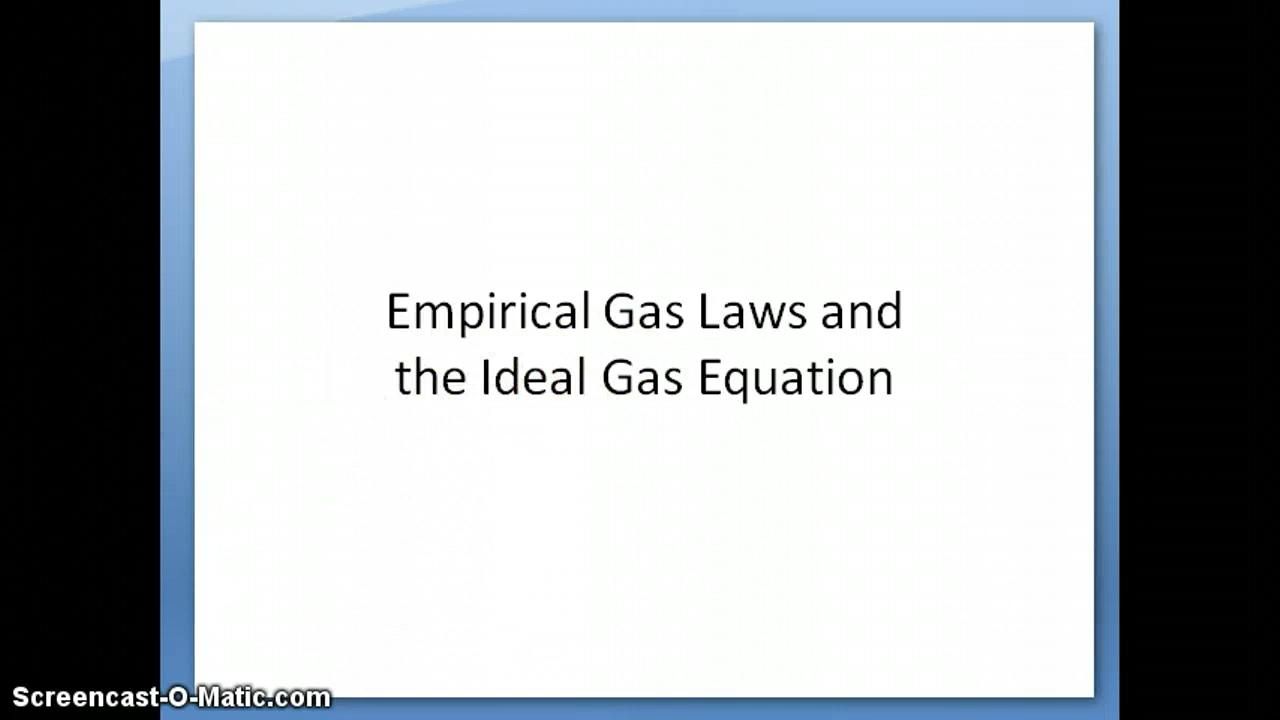 Empirical Gas Laws and
the Ideal Gas Equation
Screencast-O-Matic.com